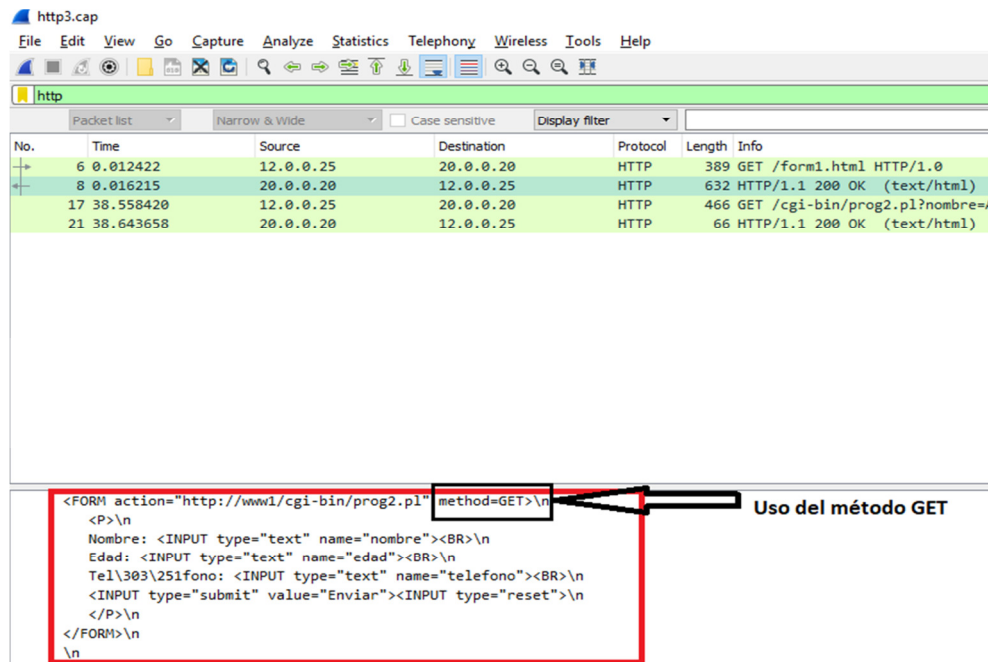 http3.cap
File Edit View Go Capture Analyze Statistics Telephony Wireless Tools Help
http
Packet list Narrow & Wide Case sensitive Display filter
No. Time Source Destination Protocol Length Info
6 0.012422 12.0.0.25 20.0.0.20 HTTP 389 GET /form1.html HTTP/1.0
8 0.016215 20.0.0.20 12.0.0.25 HTTP 632 HTTP/1.1 200 OK (text/html)
17 38.558420 12.0.0.25 20.0.0.20 HTTP 466 GET /cgi-bin/prog2.pl?nombre=
21 38.643658 20.0.0.20 12.0.0.25 HTTP 66 HTTP/1.1 200 OK (text/html)
<FORM action="http://www1/cgi-bin/prog2.pl" method=GET>\n
Uso del método GET
<P>\n
Nombre: <INPUT type="text" name="nombre"><BR>\n
Edad: <INPUT type="text" name="edad"><BR>\n
Tel\303\251fono: <INPUT type="text" name="telefono"><BR>\n
<INPUT type="submit" value="Enviar"><INPUT type="reset">\n
</P>\n
</FORM>\n
\n